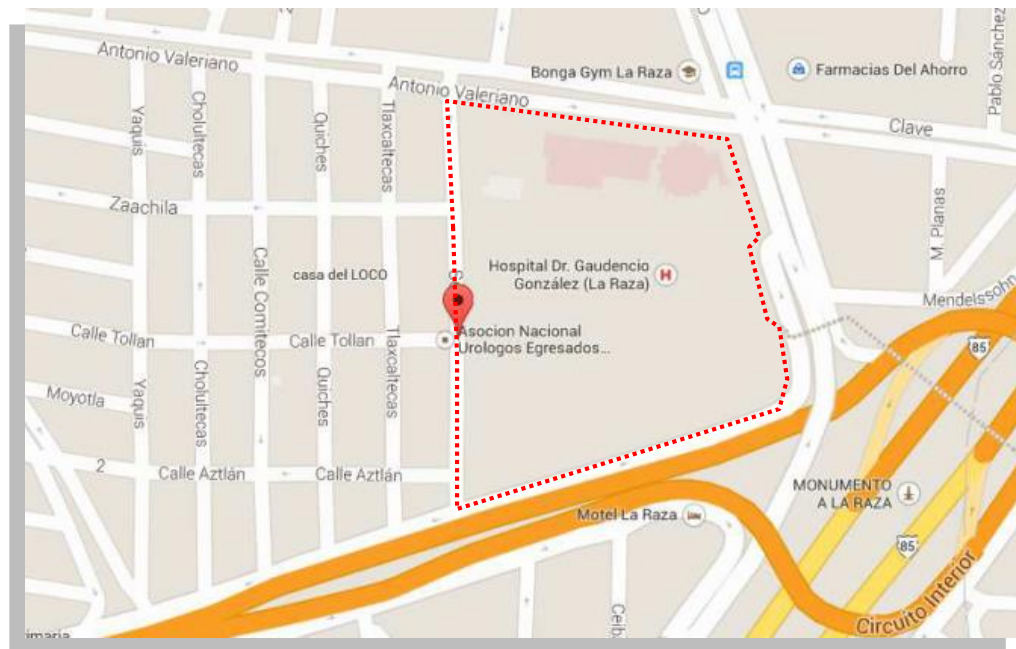 Antonio Valeriano
Antonio Valeriano
Bonga Gym La Raza
Farmacias Del Ahorro
Pablo Sánchez
Clave
Yaquis
Cholultecas
Quiches
Tlaxcaltecas
Zaachila
M. Planas
Calle Comitecos
casa del LOCO
Hospital Dr. Gaudencio
González (La Raza)
Mendelssohn
Calle Tollan
Calle Tollan
Asocion Nacional
Urologos Egresados...
85
Tlaxcaltecas
Moyotla
Yaquis
Cholultecas
Quiches
2
Calle Aztlán
Calle Aztlán
MONUMENTO
A LA RAZA
Motel La Raza
85
Circuito Interior
Ceib